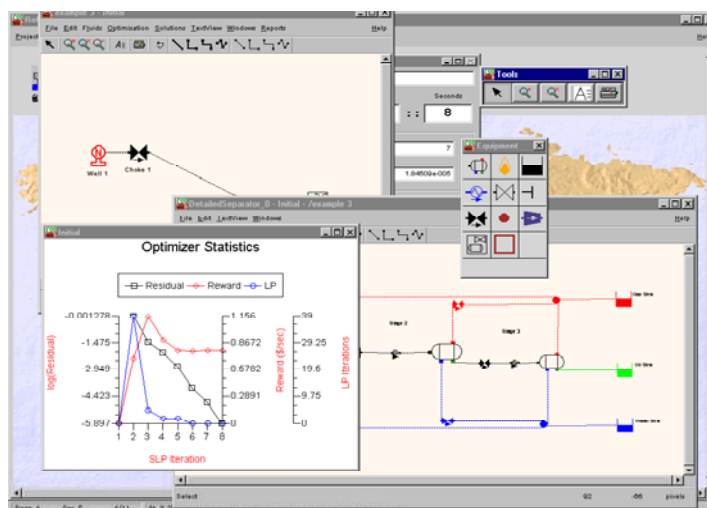 example 3 - Initial
File Edit Fluids Optimization Solutions TextView Windows Reports Help
Well 1
Choke 1
Seconds
8
7
1.84609e-005
Tools
Equipment
DetailedSeparator_0 - Initial - /example 3
File Edit TextView Windows Help
Stage 2
Stage 3
Initial
Optimizer Statistics
Residual Reward LP
-0.001278 1.156 39
-1.475 0.8672 29.25
-2.949 0.5782 19.5
-4.423 0.2891 9.75
-5.897 0 0
log(Residual)
Reward ($/sec)
LP Iterations
1 2 3 4 5 6 7 8
SLP Iteration
Select 92 -66 pixels